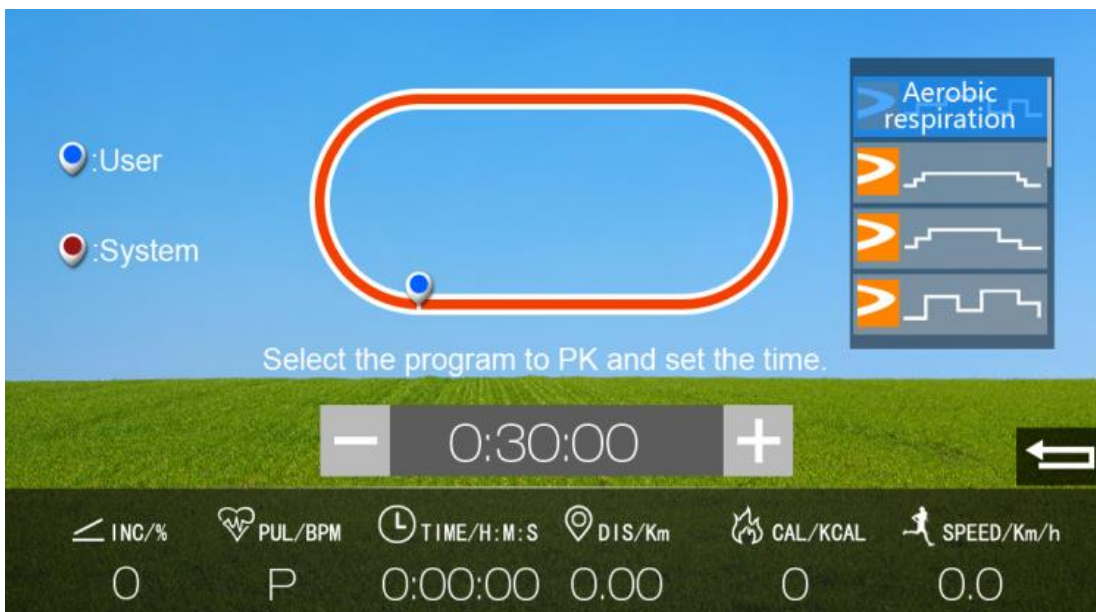 Aerobic
respiration
:User
:System
Select the program to PK and set the time.
0:30:00
INC/% PUL/BPM TIME/H:M:S DIS/Km CAL/KCAL SPEED/Km/h
0 P 0:00:00 0.00 0 0.0